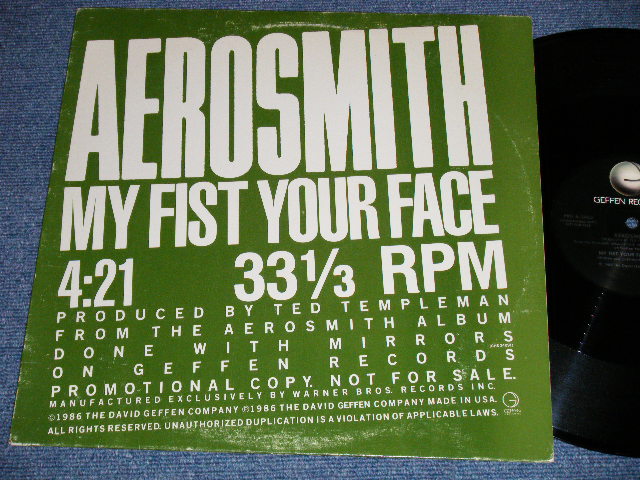 AEROSMITH
MY FIST YOUR FACE
4:21 33⅓ RPM
PRODUCED BY TED TEMPLEMAN
FROM THE AEROSMITH ALBUM
DONE WITH MIRRORS
ON GEFFEN RECORDS
PROMOTIONAL COPY. NOT FOR SALE.
MANUFACTURED EXCLUSIVELY BY WARNER BROS. RECORDS INC.
©1986 THE DAVID GEFFEN COMPANY ℗1986 THE DAVID GEFFEN COMPANY MADE IN U.S.A.
ALL RIGHTS RESERVED. UNAUTHORIZED DUPLICATION IS A VIOLATION OF APPLICABLE LAWS.
GEFFEN
MY FIST YOUR